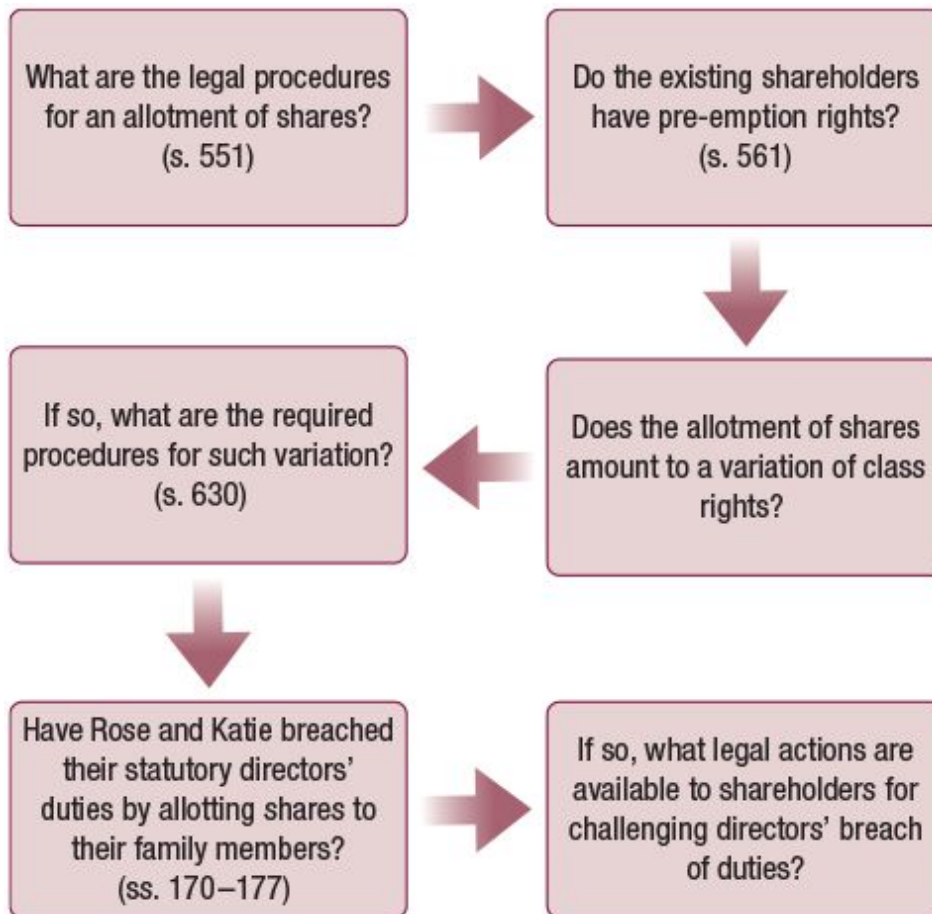 What are the legal procedures
for an allotment of shares?
(s. 551)
Do the existing shareholders
have pre-emption rights?
(s. 561)
Does the allotment of shares
amount to a variation of class
rights?
If so, what are the required
procedures for such variation?
(s. 630)
Have Rose and Katie breached
their statutory directors’
duties by allotting shares to
their family members?
(ss. 170–177)
If so, what legal actions are
available to shareholders for
challenging directors’ breach
of duties?